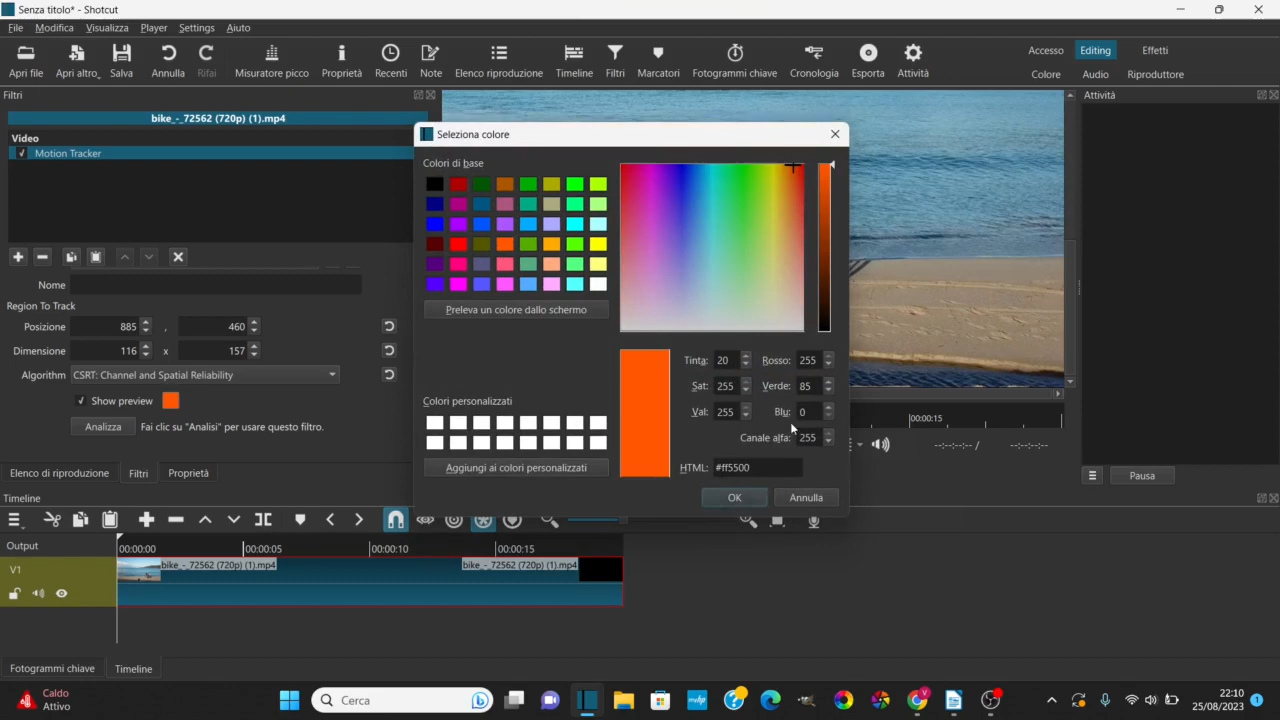 Senza titolo* - Shotcut
File Modifica Visualizza Player Settings Aiuto
Apri file Apri altro_ Salva Annulla Rifai Misuratore picco Proprietà Recenti Note Elenco riproduzione Timeline Filtri Marcatori Fotogrammi chiave Cronologia Esporta Attività
Accesso Editing Effetti
Colore Audio Riproduttore
Filtri
bike_-_72562 (720p) (1).mp4
Video
Motion Tracker
Nome
Region To Track
Posizione 885 , 460
Dimensione 116 x 157
Algorithm CSRT: Channel and Spatial Reliability
Show preview
Analizza Fai clic su "Analisi" per usare questo filtro.
Elenco di riproduzione Filtri Proprietà
Seleziona colore
Colori di base
Preleva un colore dallo schermo
Colori personalizzati
Aggiungi ai colori personalizzati
Tinta: 20 Rosso: 255
Sat: 255 Verde: 85
Val: 255 Blu: 0
Canale alfa: 255
HTML: #ff5500
OK Annulla
Attività
00:00:15
--:--:-- / --:--:--
Pausa
Timeline
Output
00:00:00 00:00:05 00:00:10 00:00:15
V1
bike_-_72562 (720p) (1).mp4 bike_-_72562 (720p) (1).mp4
Fotogrammi chiave Timeline
Caldo
Attivo
Cerca
22:10
25/08/2023